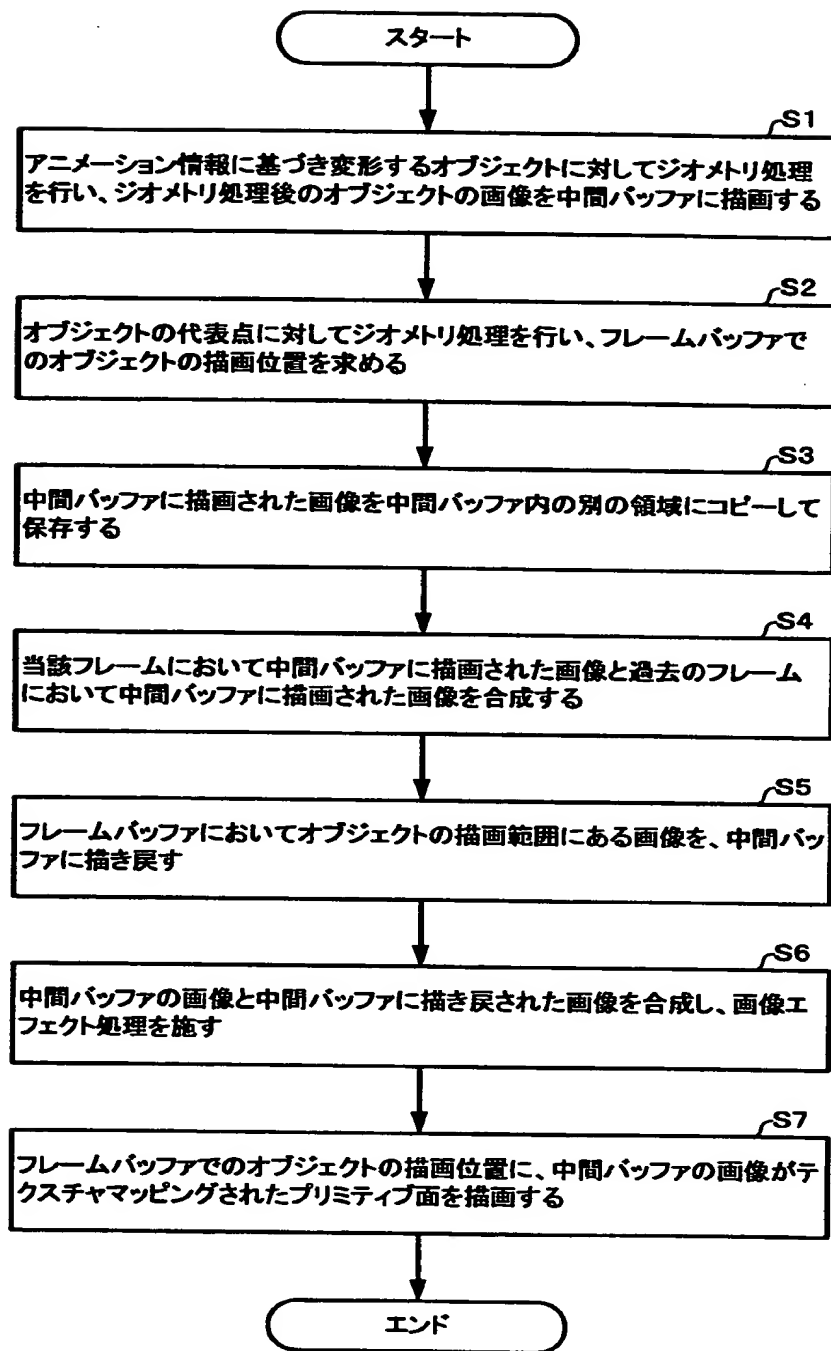 スタート
S1
アニメーション情報に基づき変形するオブジェクトに対してジオメトリ処理
を行い、ジオメトリ処理後のオブジェクトの画像を中間バッファに描画する
S2
オブジェクトの代表点に対してジオメトリ処理を行い、フレームバッファで
のオブジェクトの描画位置を求める
S3
中間バッファに描画された画像を中間バッファ内の別の領域にコピーして
保存する
S4
当該フレームにおいて中間バッファに描画された画像と過去のフレーム
において中間バッファに描画された画像を合成する
S5
フレームバッファにおいてオブジェクトの描画範囲にある画像を、中間バッ
ファに描き戻す
S6
中間バッファの画像と中間バッファに描き戻された画像を合成し、画像エ
フェクト処理を施す
S7
フレームバッファでのオブジェクトの描画位置に、中間バッファの画像がテ
クスチャマッピングされたプリミティブ面を描画する
エンド